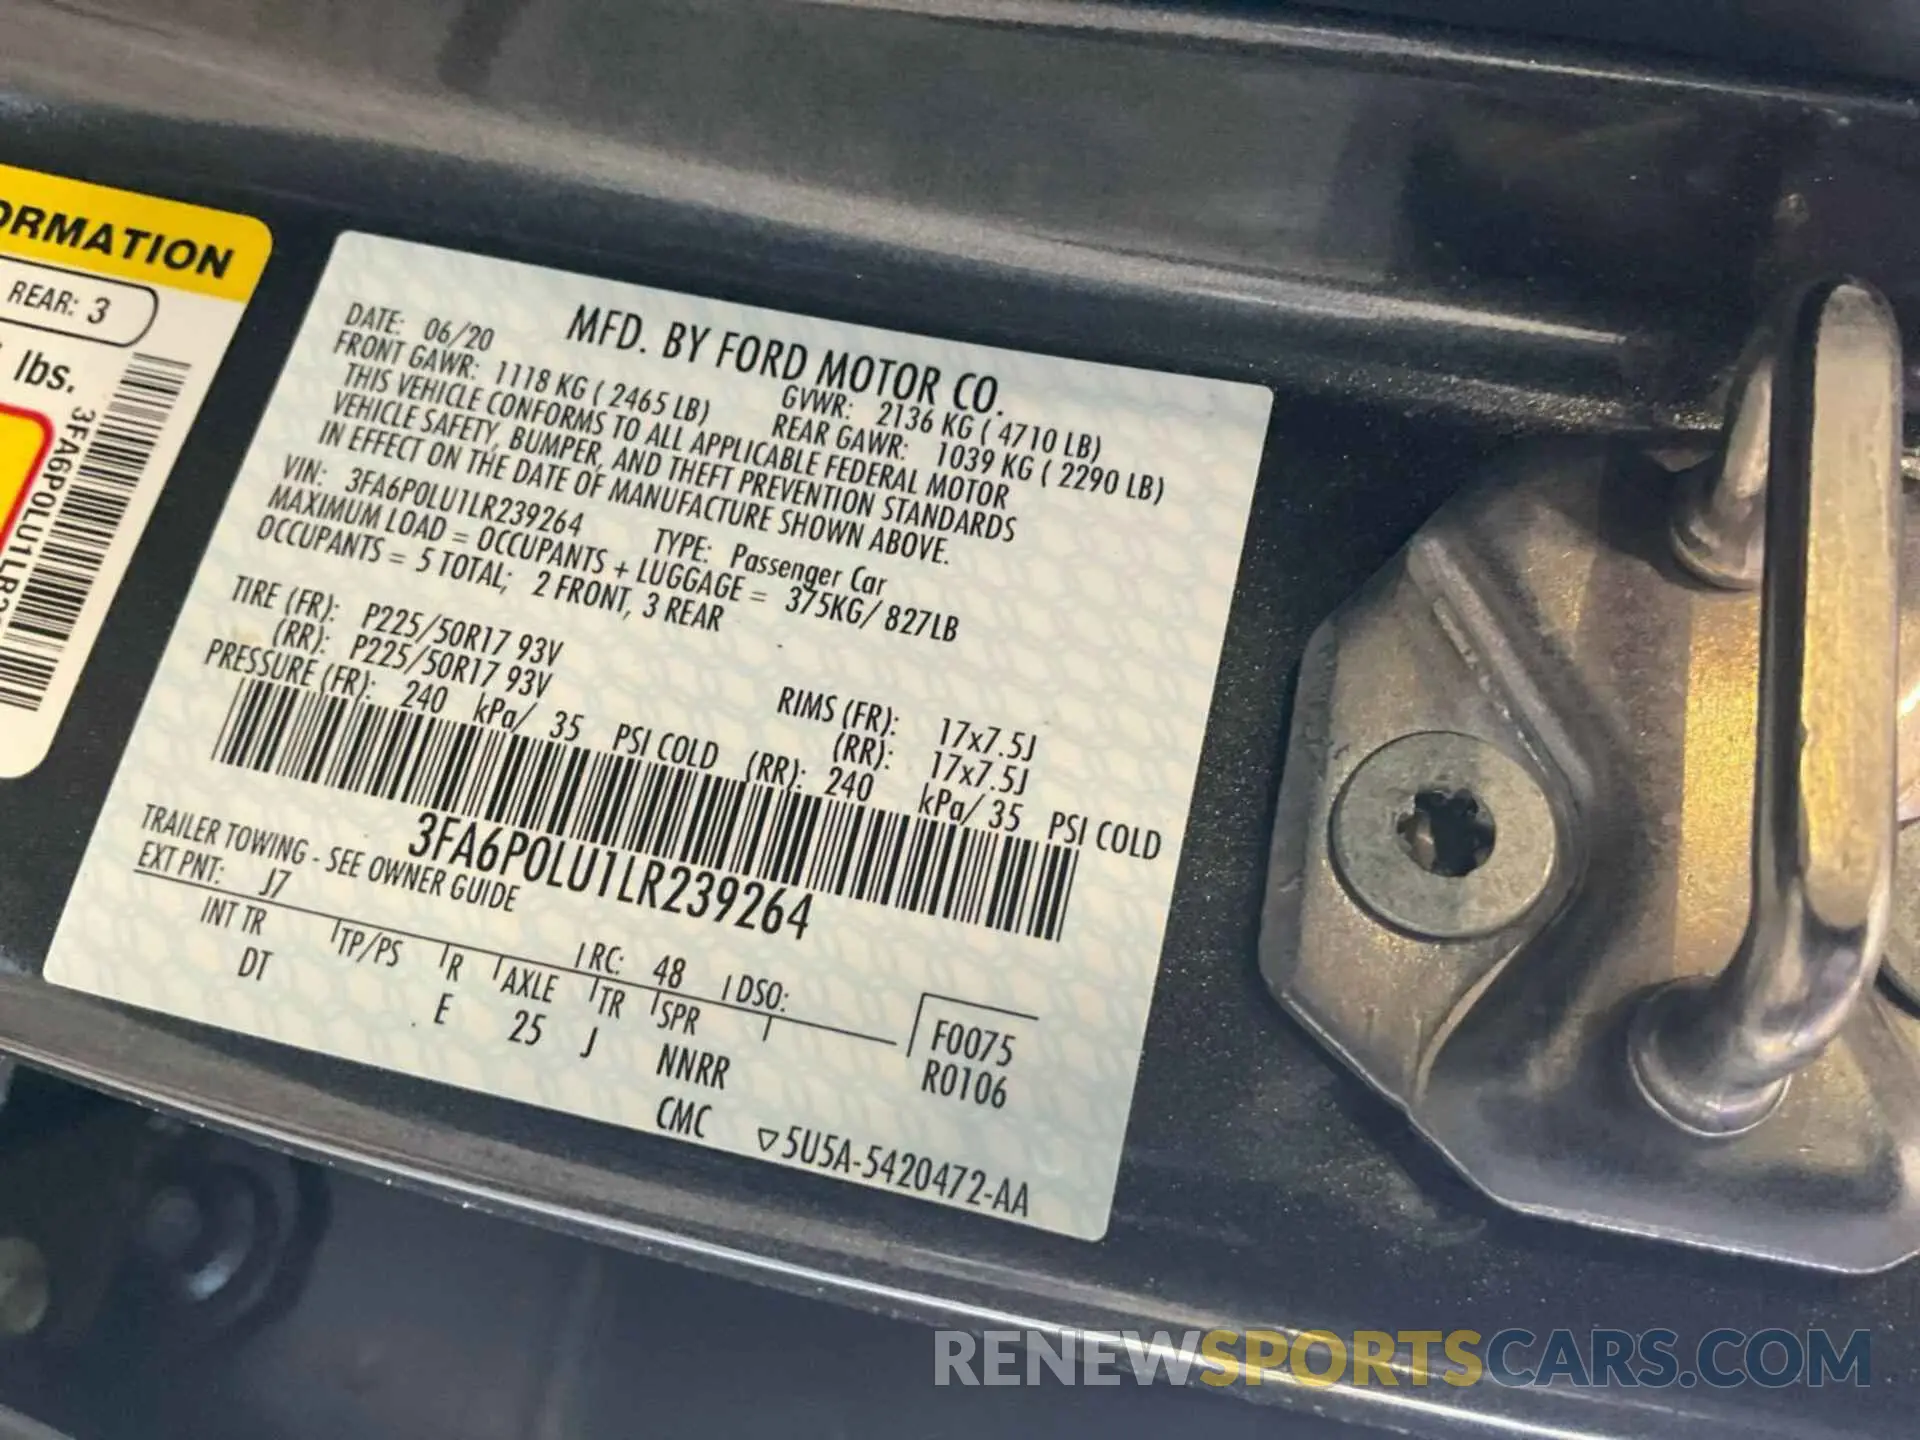 ORMATION
REAR: 3
lbs.
3FA6P0LU1LR2
MFD. BY FORD MOTOR CO.
DATE: 06/20 GVWR: 2136 KG ( 4710 LB)
FRONT GAWR: 1118 KG ( 2465 LB) REAR GAWR: 1039 KG ( 2290 LB)
THIS VEHICLE CONFORMS TO ALL APPLICABLE FEDERAL MOTOR
VEHICLE SAFETY, BUMPER, AND THEFT PREVENTION STANDARDS
IN EFFECT ON THE DATE OF MANUFACTURE SHOWN ABOVE.
VIN: 3FA6P0LU1LR239264 TYPE: Passenger Car
MAXIMUM LOAD = OCCUPANTS + LUGGAGE = 375KG/ 827LB
OCCUPANTS = 5 TOTAL; 2 FRONT, 3 REAR
TIRE (FR): P225/50R17 93V RIMS (FR): 17x7.5J
(RR): P225/50R17 93V (RR): 17x7.5J
PRESSURE (FR): 240 kPa/ 35 PSI COLD (RR): 240 kPa/ 35 PSI COLD
3FA6P0LU1LR239264
TRAILER TOWING - SEE OWNER GUIDE
EXT PNT: J7 RC: 48 DSO:
INT TR TP/PS R AXLE TR SPR F0075
DT E 25 J NNRR R0106
CMC ▽5U5A-5420472-AA
RENEWSPORTSCARS.COM